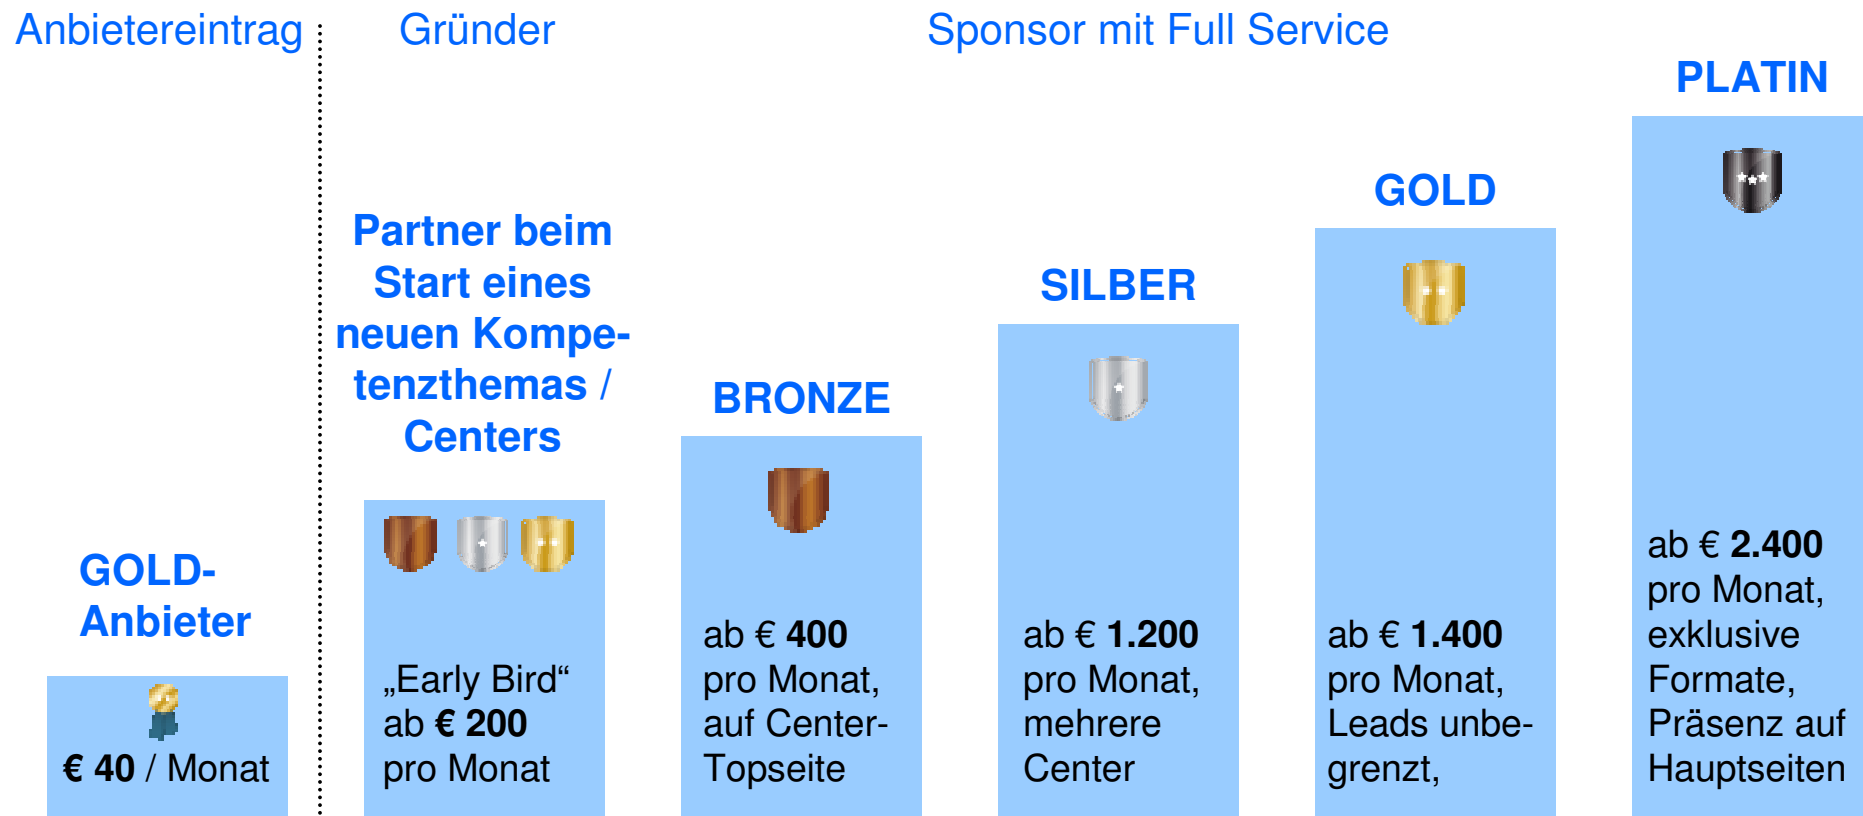 Anbietereintrag
Gründer
Sponsor mit Full Service
GOLD-
Anbieter
€ 40 / Monat
Partner beim
Start eines
neuen Kompe-
tenzthemas /
Centers
„Early Bird“
ab € 200
pro Monat
BRONZE
ab € 400
pro Monat,
auf Center-
Topseite
SILBER
ab € 1.200
pro Monat,
mehrere
Center
GOLD
ab € 1.400
pro Monat,
Leads unbe-
grenzt,
PLATIN
ab € 2.400
pro Monat,
exklusive
Formate,
Präsenz auf
Hauptseiten